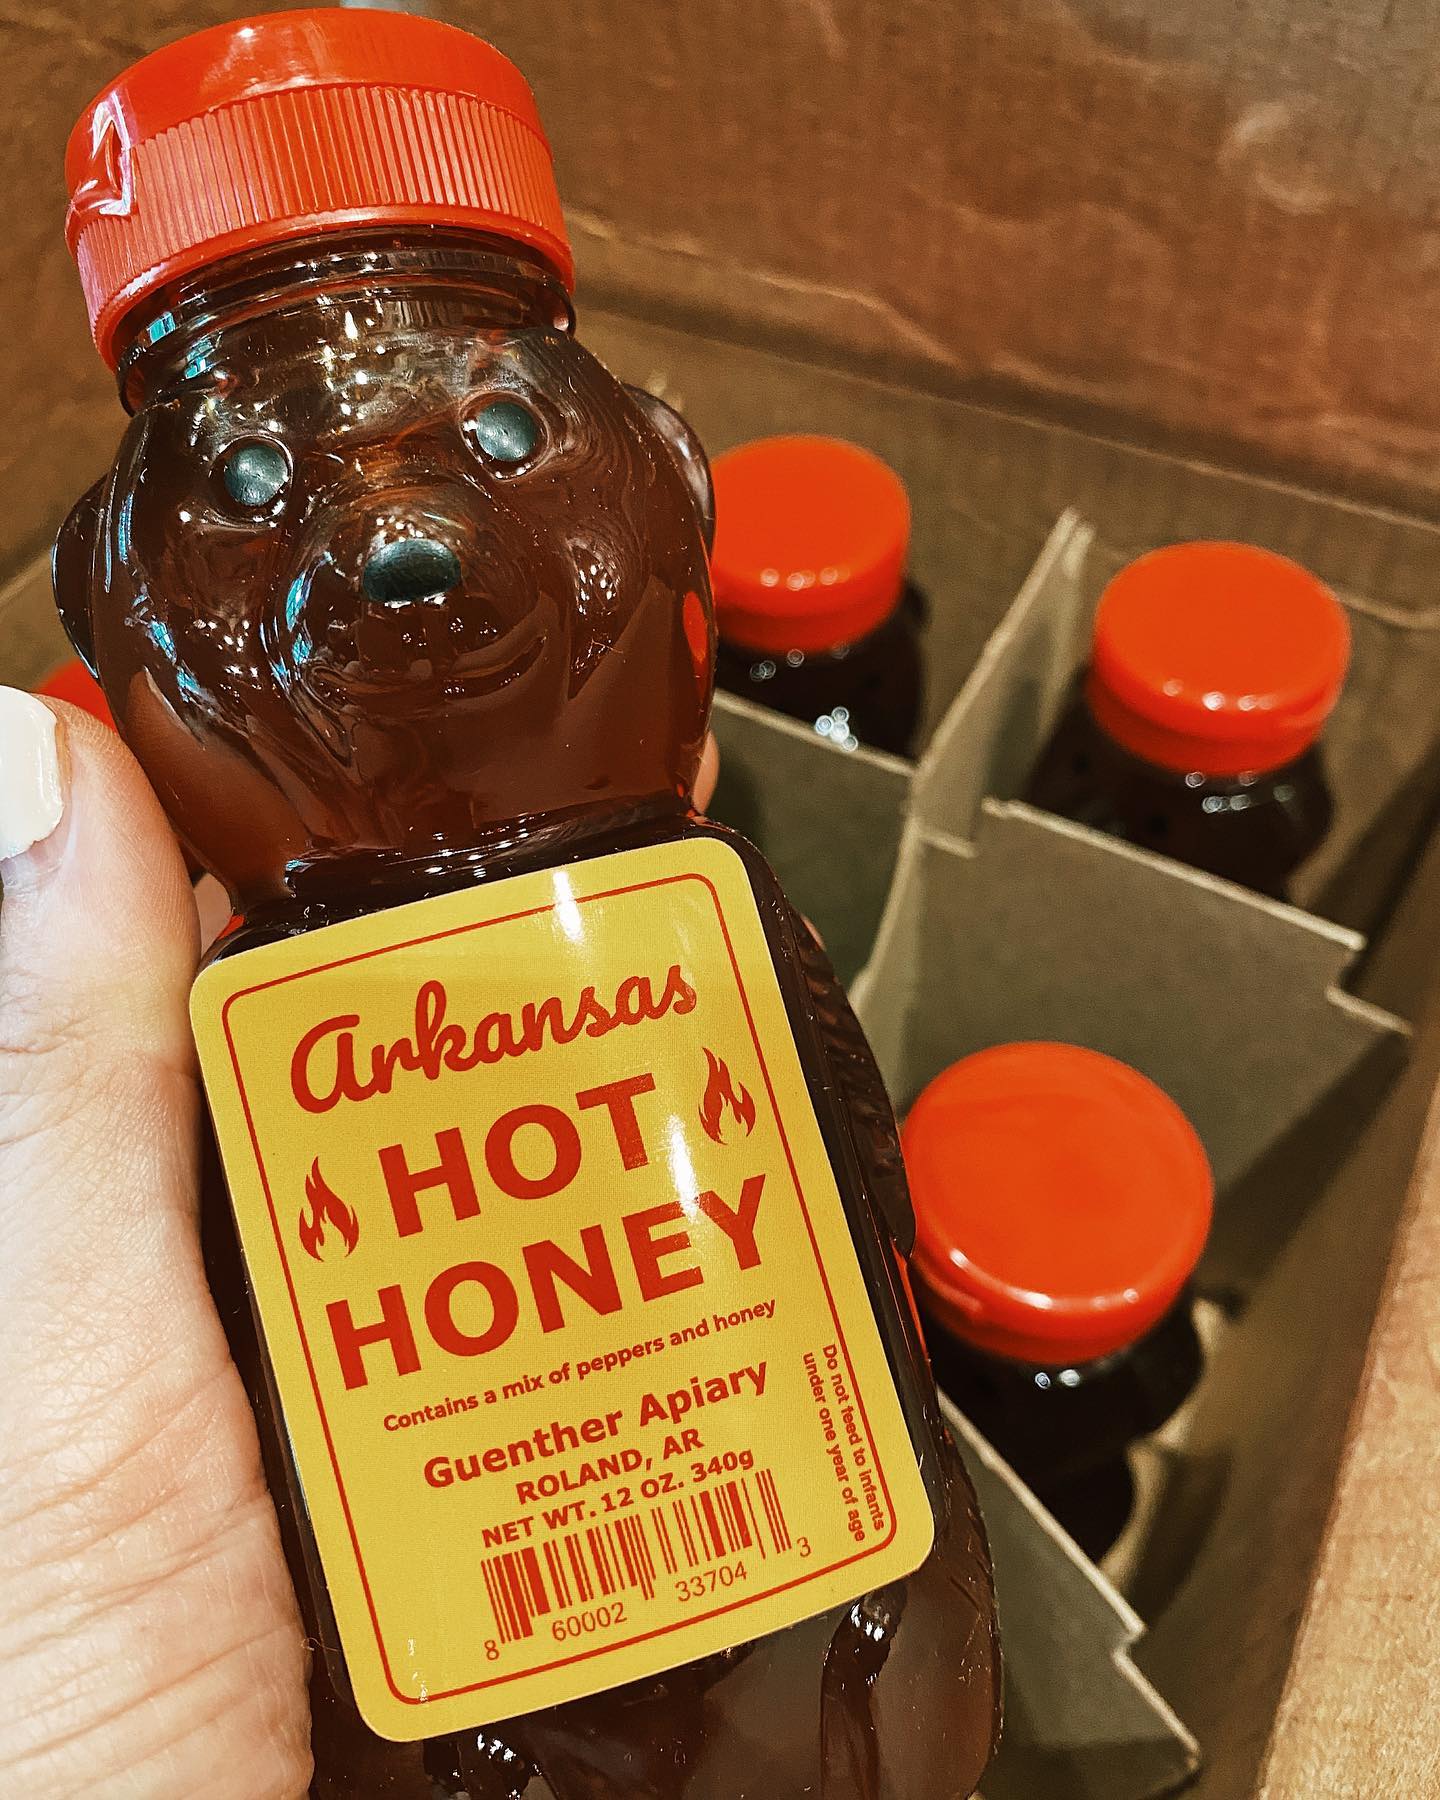 Arkansas
HOT
HONEY
Contains a mix of peppers and honey
Guenther Apiary
ROLAND, AR
NET WT. 12 OZ. 340g
8 60002 33704 3
Do not feed to infants
under one year of age